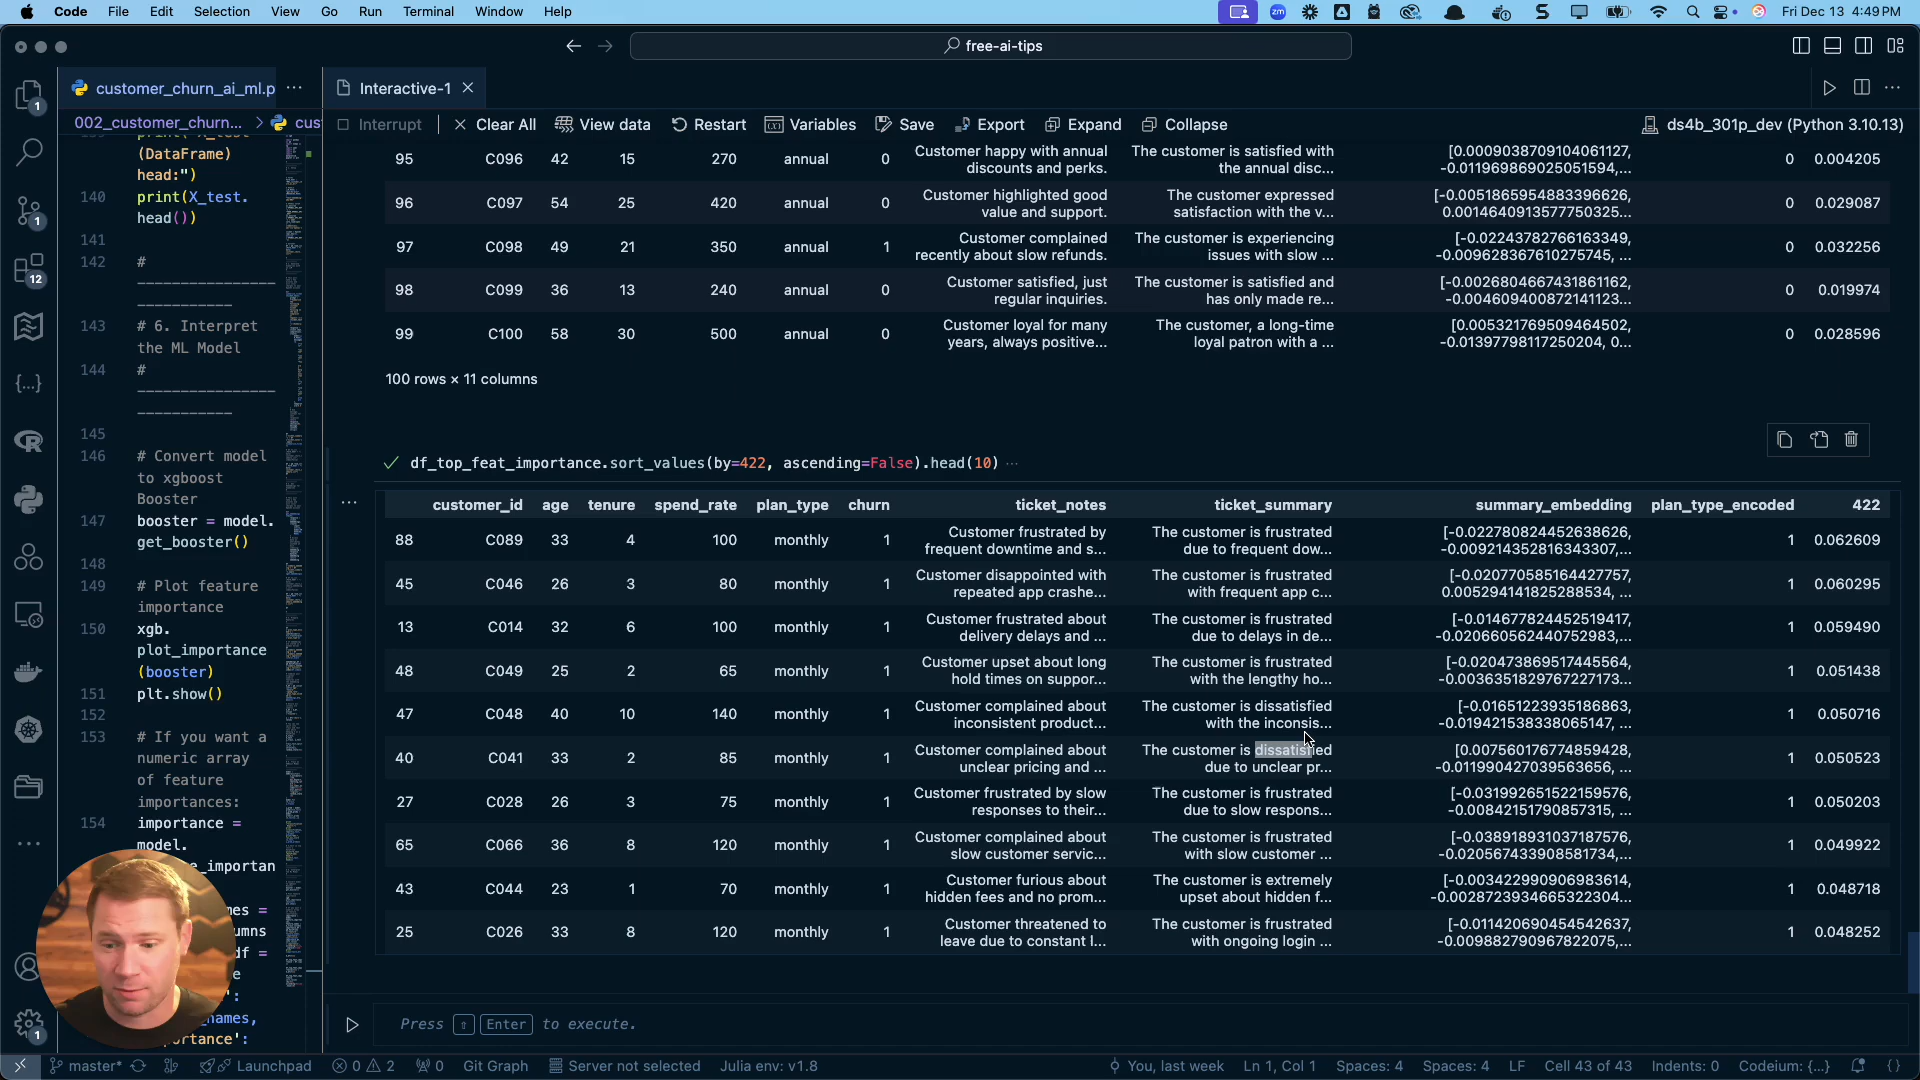 Code File Edit Selection View Go Run Terminal Window Help
Fri Dec 13 4:49 PM
free-ai-tips
customer_churn_ai_ml.p
Interactive-1
002_customer_churn... > cus
Interrupt Clear All View data Restart Variables Save Export Expand Collapse
ds4b_301p_dev (Python 3.10.13)
(DataFrame)
head:")
140 print(X_test.
head())
141
142 #
143 # 6. Interpret
the ML Model
144 #
145
146 # Convert model
to xgboost
Booster
147 booster = model.
get_booster()
148
149 # Plot feature
importance
150 xgb.
plot_importance
(booster)
151 plt.show()
152
153 # If you want a
numeric array
of feature
importances:
154 importance =
model.
95 C096 42 15 270 annual 0 Customer happy with annual discounts and perks. The customer is satisfied with the annual disc... [0.0009038709104061127, -0.011969869025051594,... 0 0.004205
96 C097 54 25 420 annual 0 Customer highlighted good value and support. The customer expressed satisfaction with the v... [-0.0051865954883396626, 0.0014640913577750325... 0 0.029087
97 C098 49 21 350 annual 1 Customer complained recently about slow refunds. The customer is experiencing issues with slow ... [-0.02243782766163349, -0.009628367610275745, ... 0 0.032256
98 C099 36 13 240 annual 0 Customer satisfied, just regular inquiries. The customer is satisfied and has only made re... [-0.0026804667431861162, -0.004609400872141123... 0 0.019974
99 C100 58 30 500 annual 0 Customer loyal for many years, always positive... The customer, a long-time loyal patron with a ... [0.005321769509464502, -0.01397798117250204, 0... 0 0.028596
100 rows × 11 columns
df_top_feat_importance.sort_values(by=422, ascending=False).head(10) ...
customer_id age tenure spend_rate plan_type churn ticket_notes ticket_summary summary_embedding plan_type_encoded 422
88 C089 33 4 100 monthly 1 Customer frustrated by frequent downtime and s... The customer is frustrated due to frequent dow... [-0.022780824452638626, -0.009214352816343307,... 1 0.062609
45 C046 26 3 80 monthly 1 Customer disappointed with repeated app crashe... The customer is frustrated with frequent app c... [-0.020770585164427757, 0.005294141825288534, ... 1 0.060295
13 C014 32 6 100 monthly 1 Customer frustrated about delivery delays and ... The customer is frustrated due to delays in de... [-0.014677824452519417, -0.020660562440752983,... 1 0.059490
48 C049 25 2 65 monthly 1 Customer upset about long hold times on suppor... The customer is frustrated with the lengthy ho... [-0.020473869517445564, -0.0036351829767227173... 1 0.051438
47 C048 40 10 140 monthly 1 Customer complained about inconsistent product... The customer is dissatisfied with the inconsis... [-0.01651223935186863, -0.019421538338065147, ... 1 0.050716
40 C041 33 2 85 monthly 1 Customer complained about unclear pricing and ... The customer is dissatisfied due to unclear pr... [0.007560176774859428, -0.011990427039563656, ... 1 0.050523
27 C028 26 3 75 monthly 1 Customer frustrated by slow responses to their... The customer is frustrated due to slow respons... [-0.031992651522159576, -0.00842151790857315, ... 1 0.050203
65 C066 36 8 120 monthly 1 Customer complained about slow customer servic... The customer is frustrated with slow customer ... [-0.038918931037187576, -0.020567433908581734,... 1 0.049922
43 C044 23 1 70 monthly 1 Customer furious about hidden fees and no prom... The customer is extremely upset about hidden f... [-0.003422990906983614, -0.0028723934665322304... 1 0.048718
25 C026 33 8 120 monthly 1 Customer threatened to leave due to constant l... The customer is frustrated with ongoing login ... [-0.011420690454542637, -0.009882790967822075,... 1 0.048252
Press ⇧ Enter to execute.
master* Launchpad 0 2 0 Git Graph Server not selected Julia env: v1.8 You, last week Ln 1, Col 1 Spaces: 4 Spaces: 4 LF Cell 43 of 43 Indents: 0 Codeium: {...}